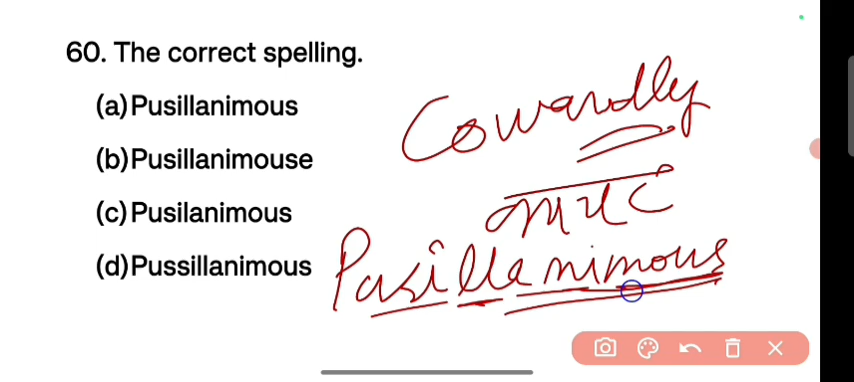 60. The correct spelling.
(a) Pusillanimous
Cowardly
(b) Pusillanimouse
(c) Pusilanimous
(d) Pussillanimous
Pusillanimous